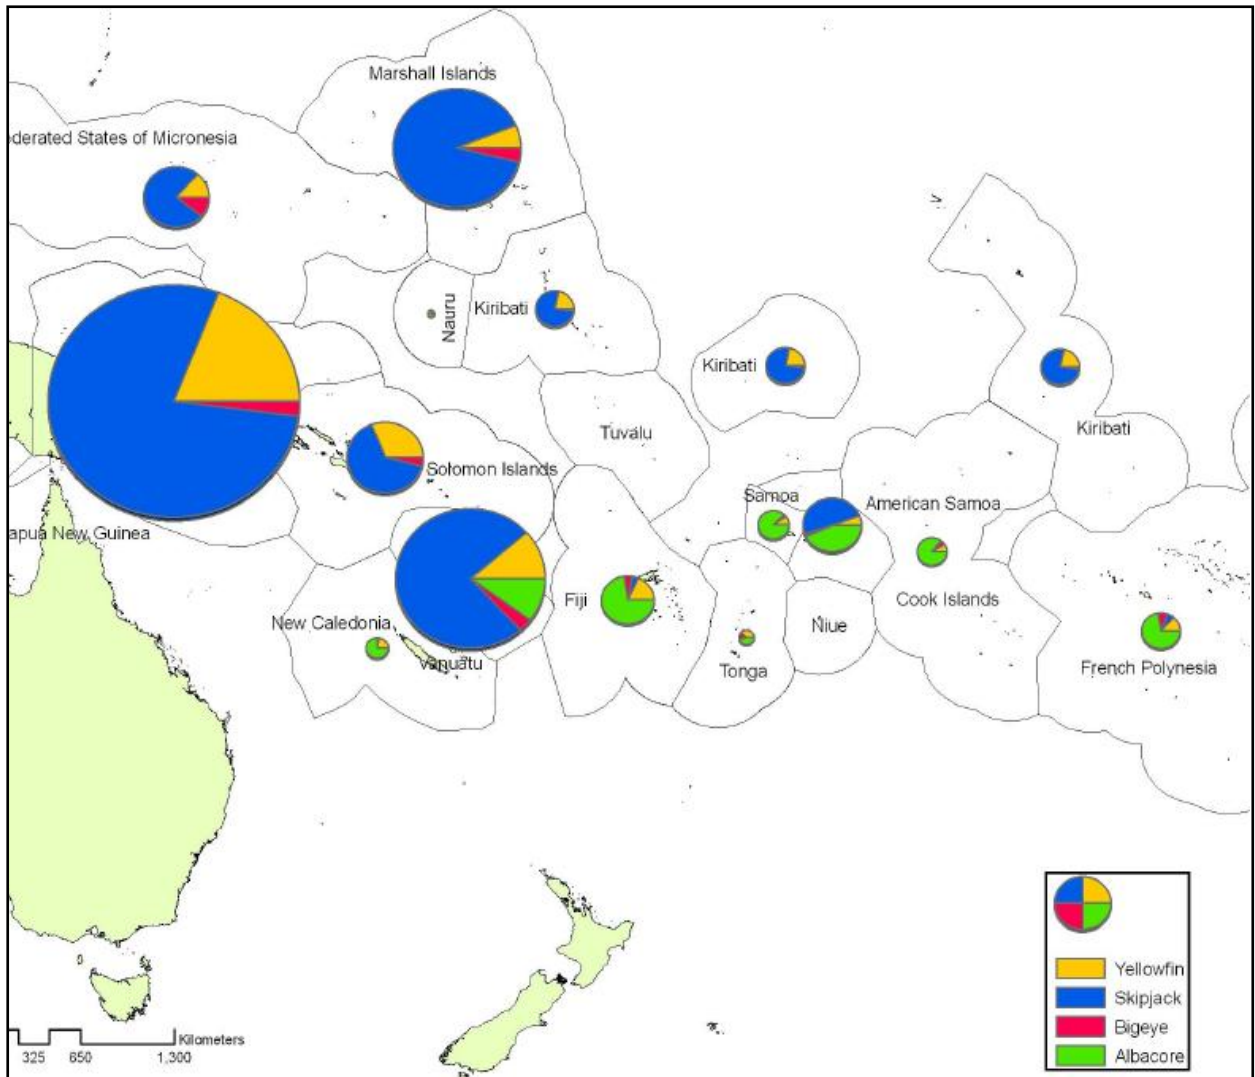 Marshall Islands
derated States of Micronesia
Nauru
Kiribati
Kiribati
Kiribati
Tuvalu
Solomon Islands
Samoa
American Samoa
apua New Guinea
Fiji
Cook Islands
New Caledonia
Vanuatu
Niue
Tonga
French Polynesia
Yellowfin
Skipjack
Bigeye
Albacore
Kilometers
325 650 1,300